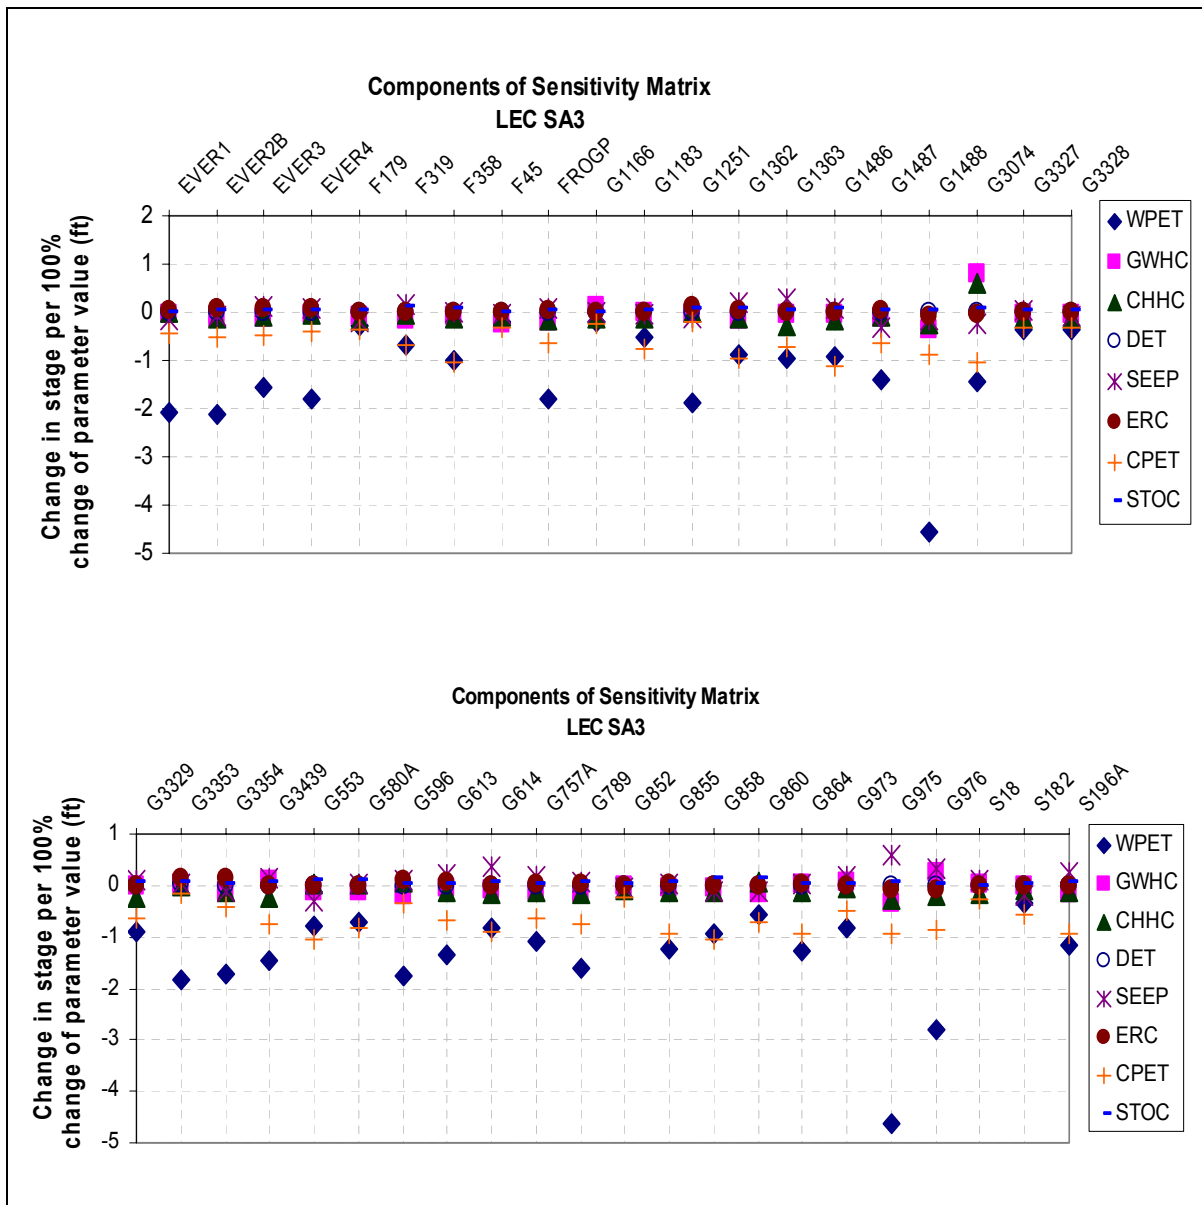 Components of Sensitivity Matrix
LEC SA3
EVER1 EVER2B EVER3 EVER4 F179 F319 F358 F45 FROGP G1166 G1183 G1251 G1362 G1363 G1486 G1487 G1488 G3074 G3327 G3328
Change in stage per 100%
change of parameter value (ft)
2
1
0
-1
-2
-3
-4
-5
WPET
GWHC
CHHC
DET
SEEP
ERC
CPET
STOC
Components of Sensitivity Matrix
LEC SA3
G3329 G3353 G3354 G3439 G553 G580A G596 G613 G614 G757A G789 G852 G855 G858 G860 G864 G973 G975 G976 S18 S182 S196A
Change in stage per 100%
change of parameter value (ft)
1
0
-1
-2
-3
-4
-5
WPET
GWHC
CHHC
DET
SEEP
ERC
CPET
STOC